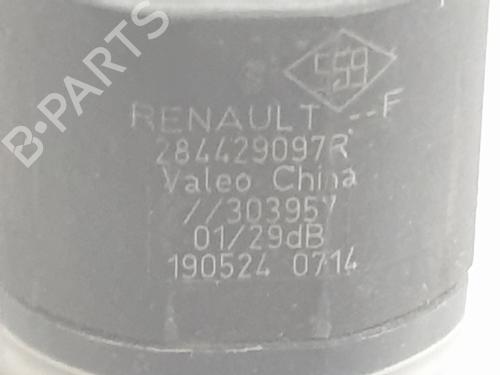 B-PARTS
559
RENAULT --F
284429097R
Valeo China
//30395Y
01/29dB
190524 0714